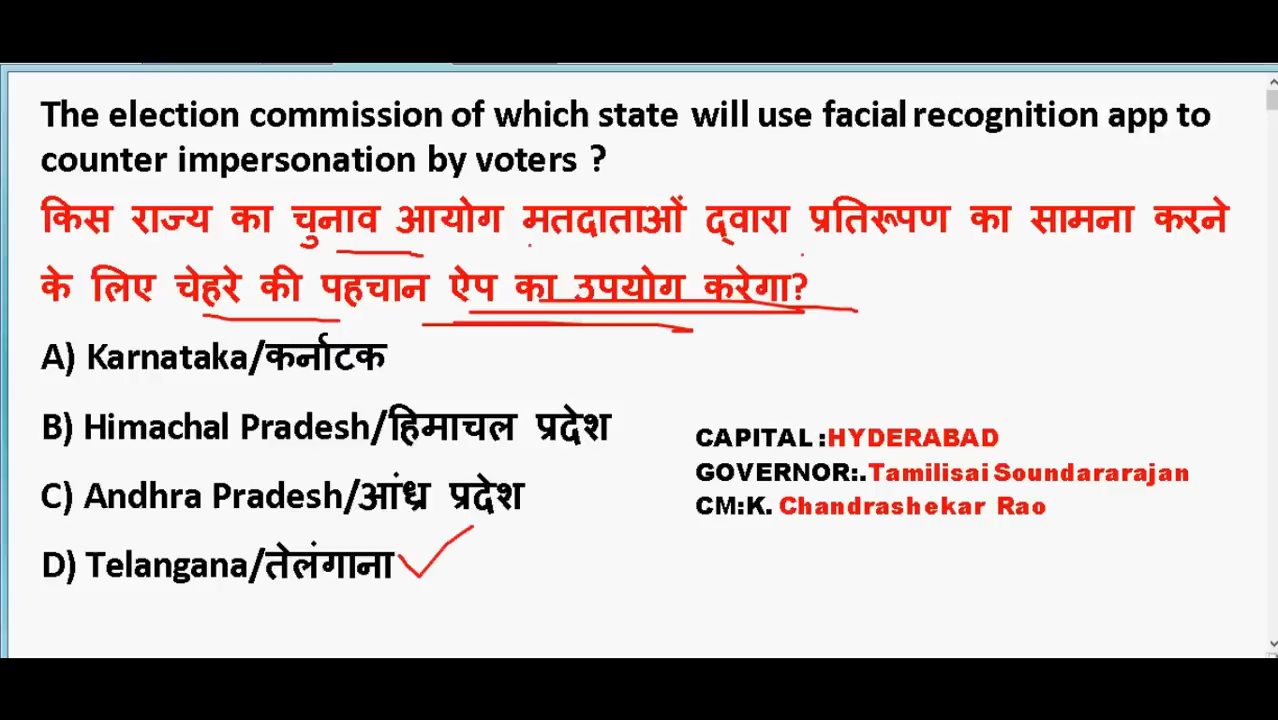 The election commission of which state will use facial recognition app to
counter impersonation by voters ?
किस राज्य का चुनाव आयोग मतदाताओं द्वारा प्रतिरूपण का सामना करने
के लिए चेहरे की पहचान ऐप का उपयोग करेगा?
A) Karnataka/कर्नाटक
B) Himachal Pradesh/हिमाचल प्रदेश
C) Andhra Pradesh/आंध्र प्रदेश
D) Telangana/तेलंगाना
CAPITAL :HYDERABAD
GOVERNOR:.Tamilisai Soundararajan
CM:K. Chandrashekar Rao